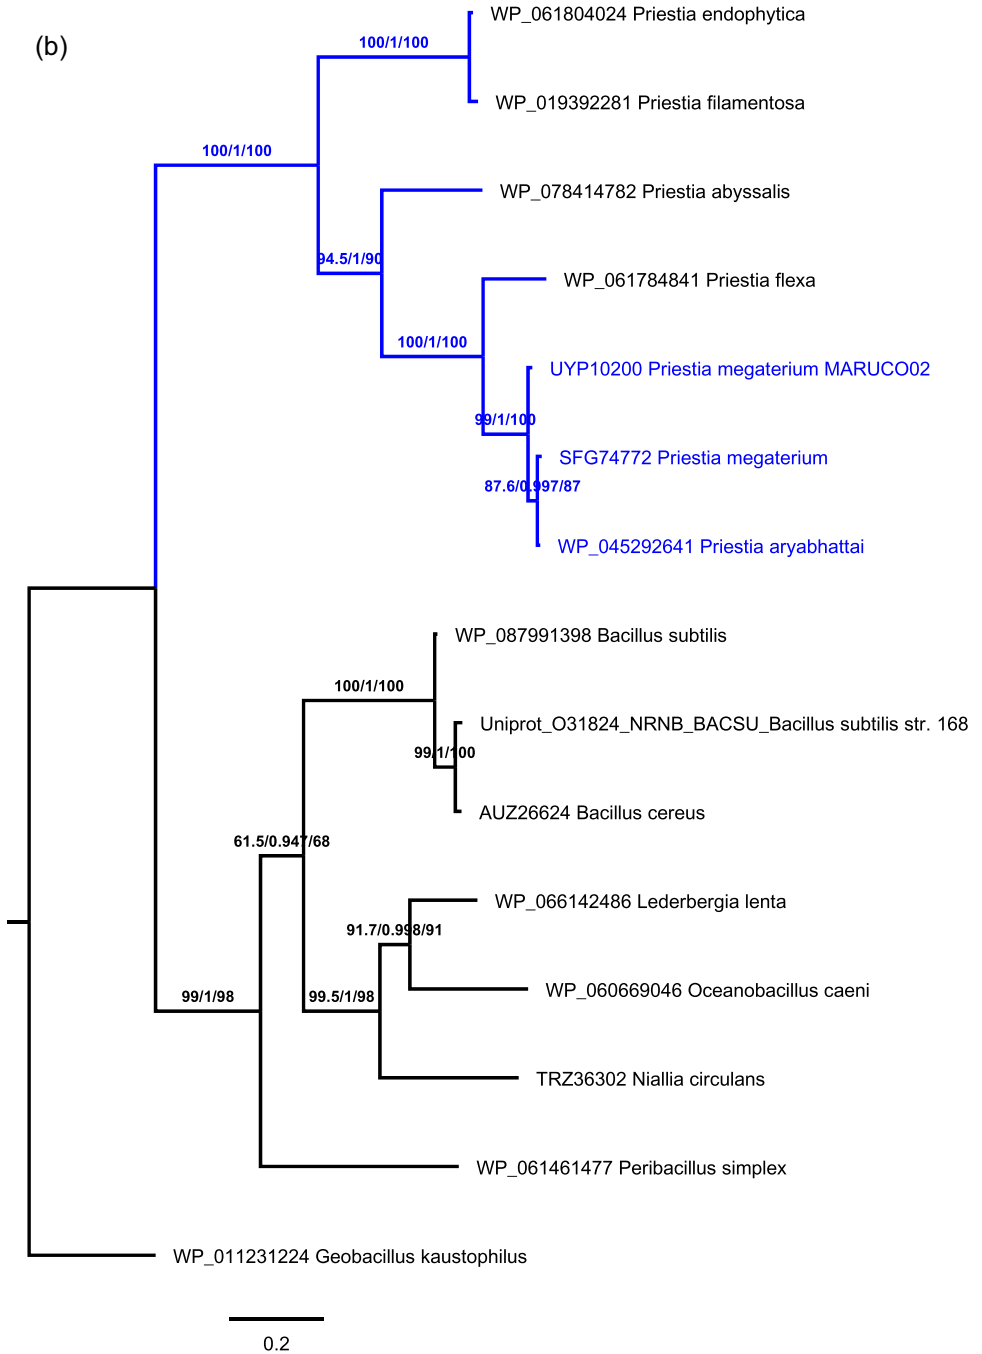 WP_061804024 Priestia endophytica
(b)
100/1/100
WP_019392281 Priestia filamentosa
100/1/100
WP_078414782 Priestia abyssalis
94.5/1/90
WP_061784841 Priestia flexa
100/1/100
UYP10200 Priestia megaterium MARUCO02
99/1/100
SFG74772 Priestia megaterium
87.6/0.997/87
WP_045292641 Priestia aryabhattai
WP_087991398 Bacillus subtilis
100/1/100
Uniprot_O31824_NRNB_BACSU_Bacillus subtilis str. 168
99/1/100
AUZ26624 Bacillus cereus
61.5/0.947/68
WP_066142486 Lederbergia lenta
91.7/0.998/91
WP_060669046 Oceanobacillus caeni
99/1/98
99.5/1/98
TRZ36302 Niallia circulans
WP_061461477 Peribacillus simplex
WP_011231224 Geobacillus kaustophilus
0.2